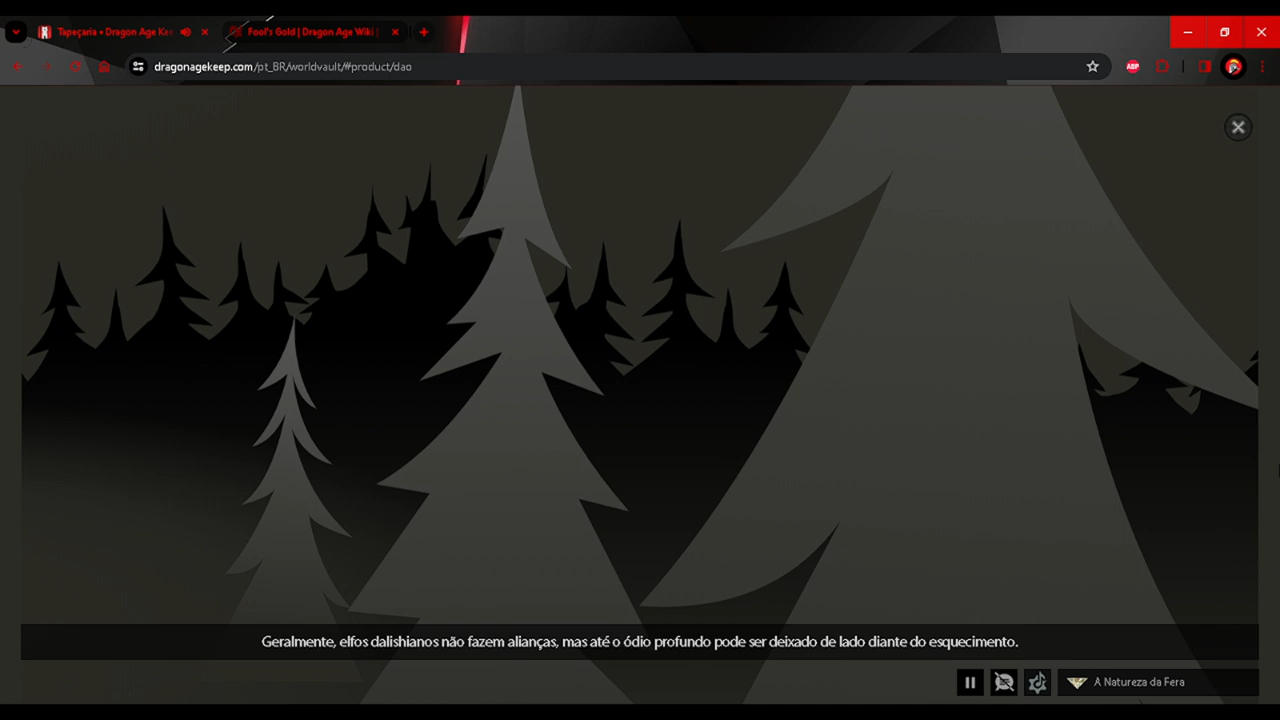 Tapeçaria • Dragon Age Kee
Fool's Gold | Dragon Age Wiki |
dragonagekeep.com/pt_BR/worldvault/#product/dao
ABP
Geralmente, elfos dalishianos não fazem alianças, mas até o ódio profundo pode ser deixado de lado diante do esquecimento.
A Natureza da Fera